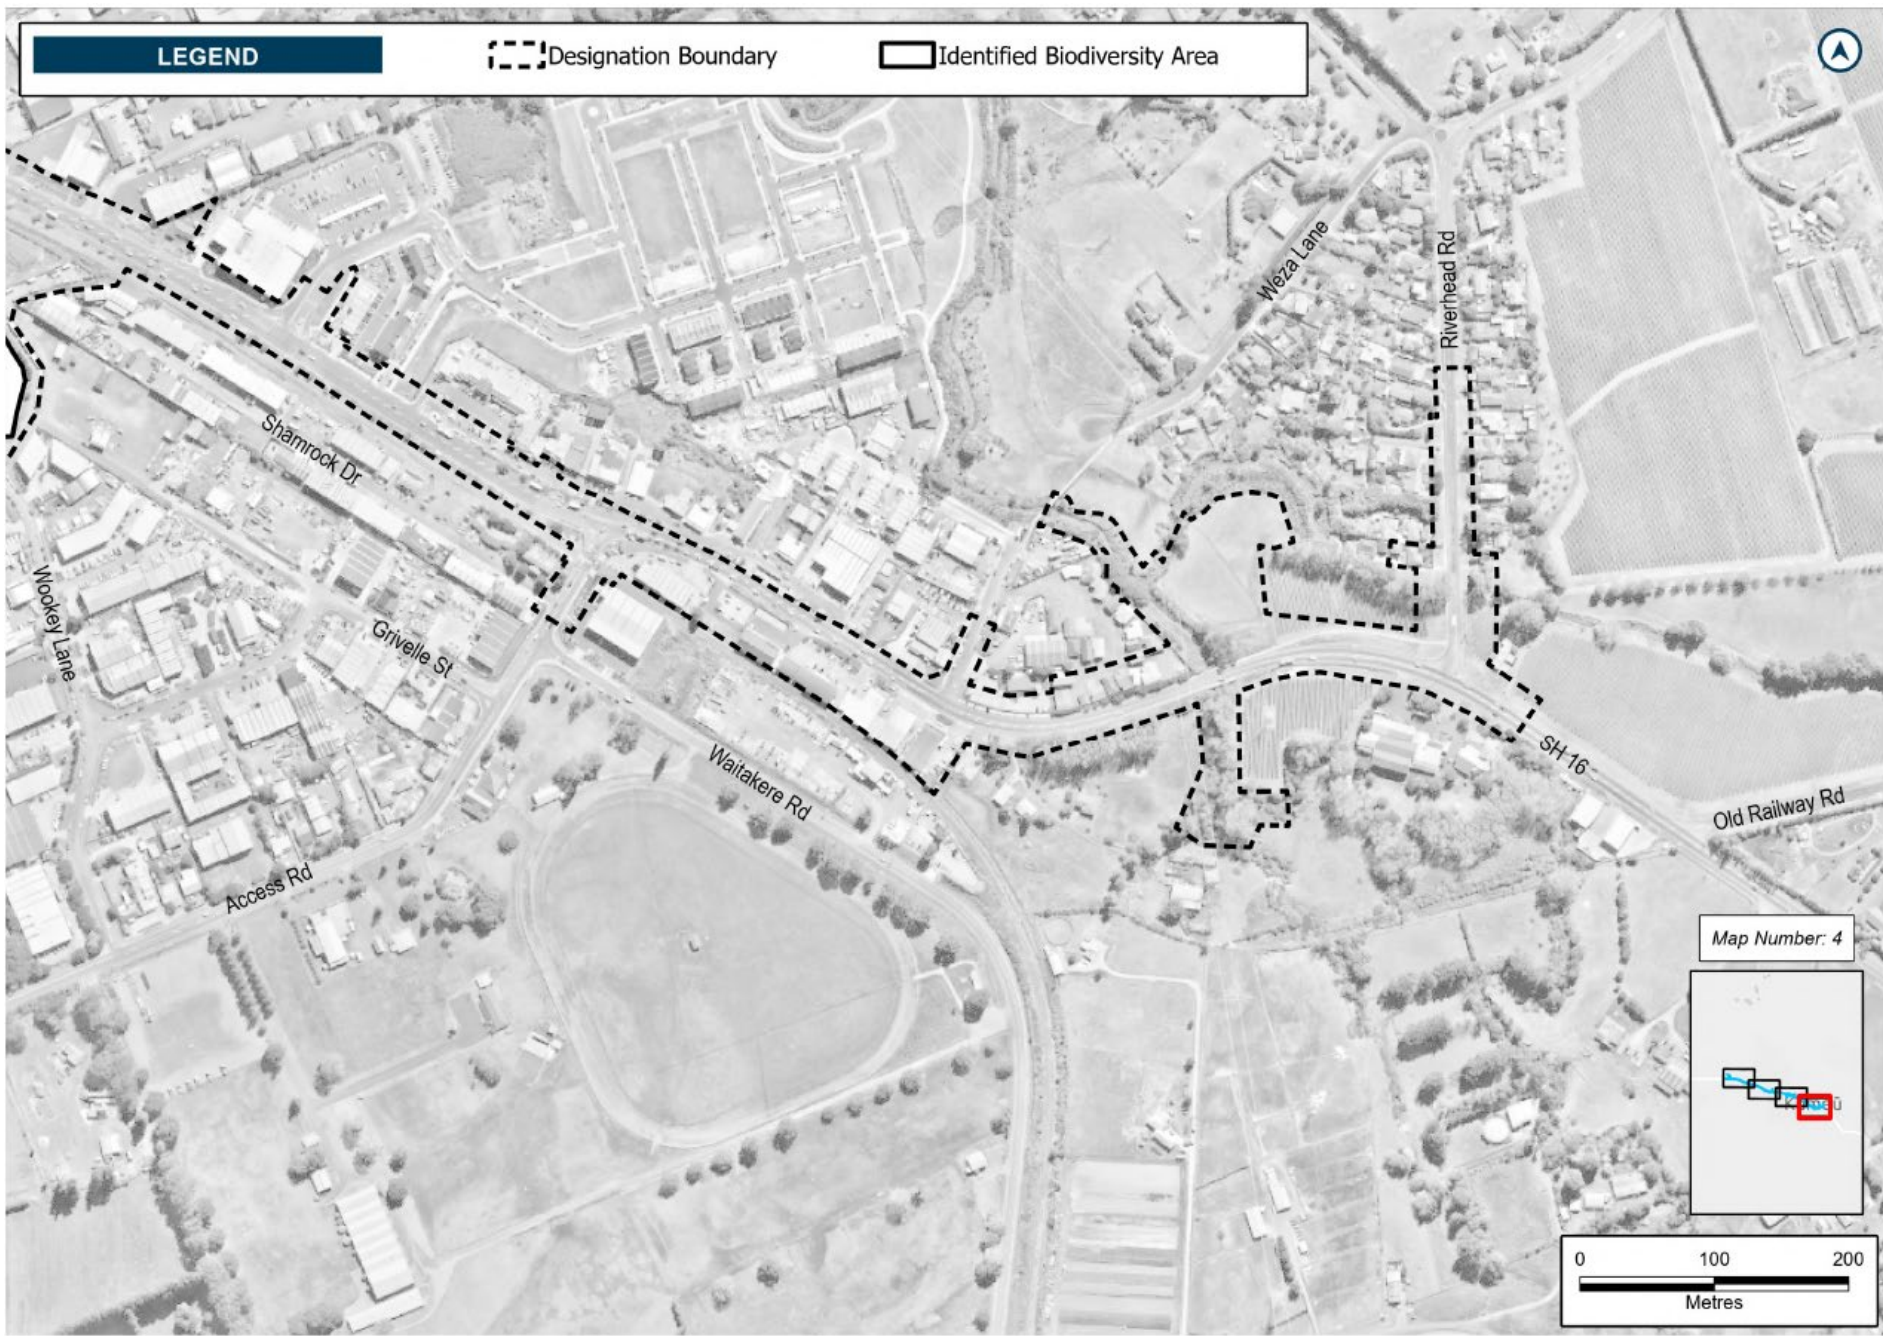 LEGEND
Designation Boundary
Identified Biodiversity Area
Weza Lane
Riverhead Rd
Shamrock Dr
Wookey Lane
Grivelle St
Waitakere Rd
SH 16
Old Railway Rd
Access Rd
Map Number: 4
0 100 200
Metres